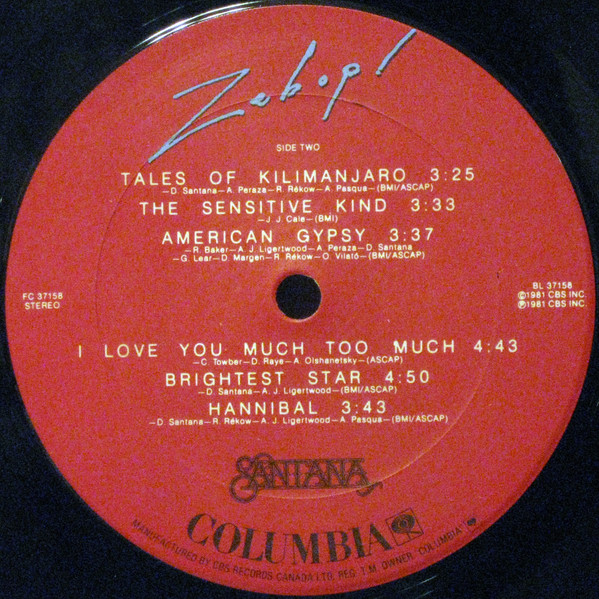 Zebop!
SIDE TWO
TALES OF KILIMANJARO 3:25
—D. Santana—A. Peraza—R. Rékow—A. Pasqua—(BMI/ASCAP)
THE SENSITIVE KIND 3:33
—J. J. Cale—(BMI)
AMERICAN GYPSY 3:37
—R. Baker—A. J. Ligertwood—A. Peraza—D. Santana
—G. Lear—D. Margen—R. Rékow—O. Vilató—(BMI/ASCAP)
FC 37158
STEREO
BL 37158
©1981 CBS INC.
℗1981 CBS INC.
I LOVE YOU MUCH TOO MUCH 4:43
—C. Towber—D. Raye—A. Olshanetsky—(ASCAP)
BRIGHTEST STAR 4:50
—D. Santana—A. J. Ligertwood—(BMI/ASCAP)
HANNIBAL 3:43
—D. Santana—R. Rékow—A. J. Ligertwood—A. Pasqua—(BMI/ASCAP)
SANTANA
COLUMBIA
MANUFACTURED BY CBS RECORDS CANADA LTD. REG. T.M. OWNER. "COLUMBIA"